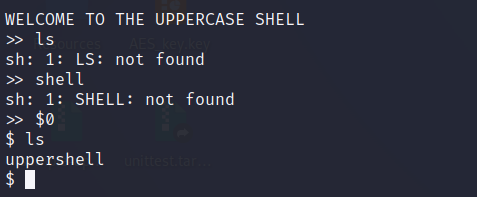 WELCOME TO THE UPPERCASE SHELL
>> ls
sh: 1: LS: not found
>> shell
sh: 1: SHELL: not found
>> $0
$ ls
uppershell
$